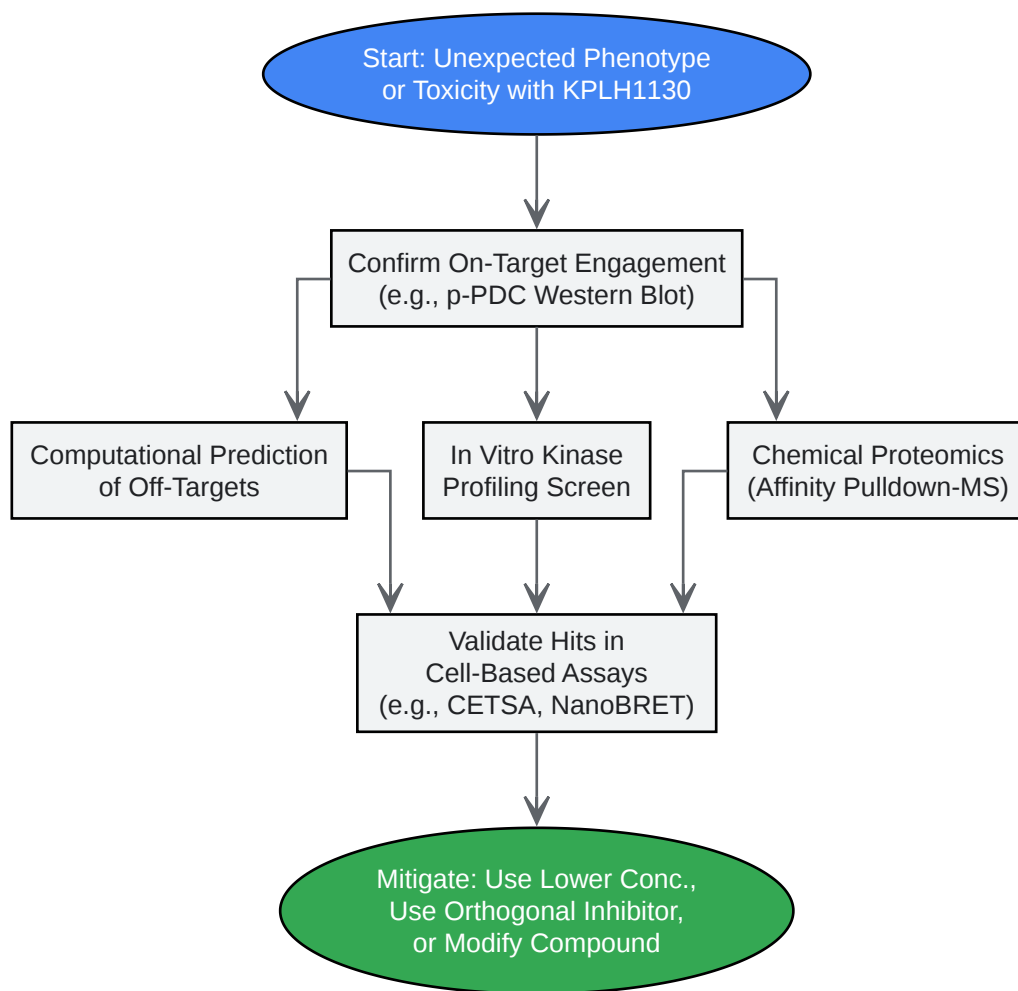 Start: Unexpected Phenotype
or Toxicity with KPLH1130
Confirm On-Target Engagement
(e.g., p-PDC Western Blot)
Computational Prediction
of Off-Targets
In Vitro Kinase
Profiling Screen
Chemical Proteomics
(Affinity Pulldown-MS)
Validate Hits in
Cell-Based Assays
(e.g., CETSA, NanoBRET)
Mitigate: Use Lower Conc.,
Use Orthogonal Inhibitor,
or Modify Compound